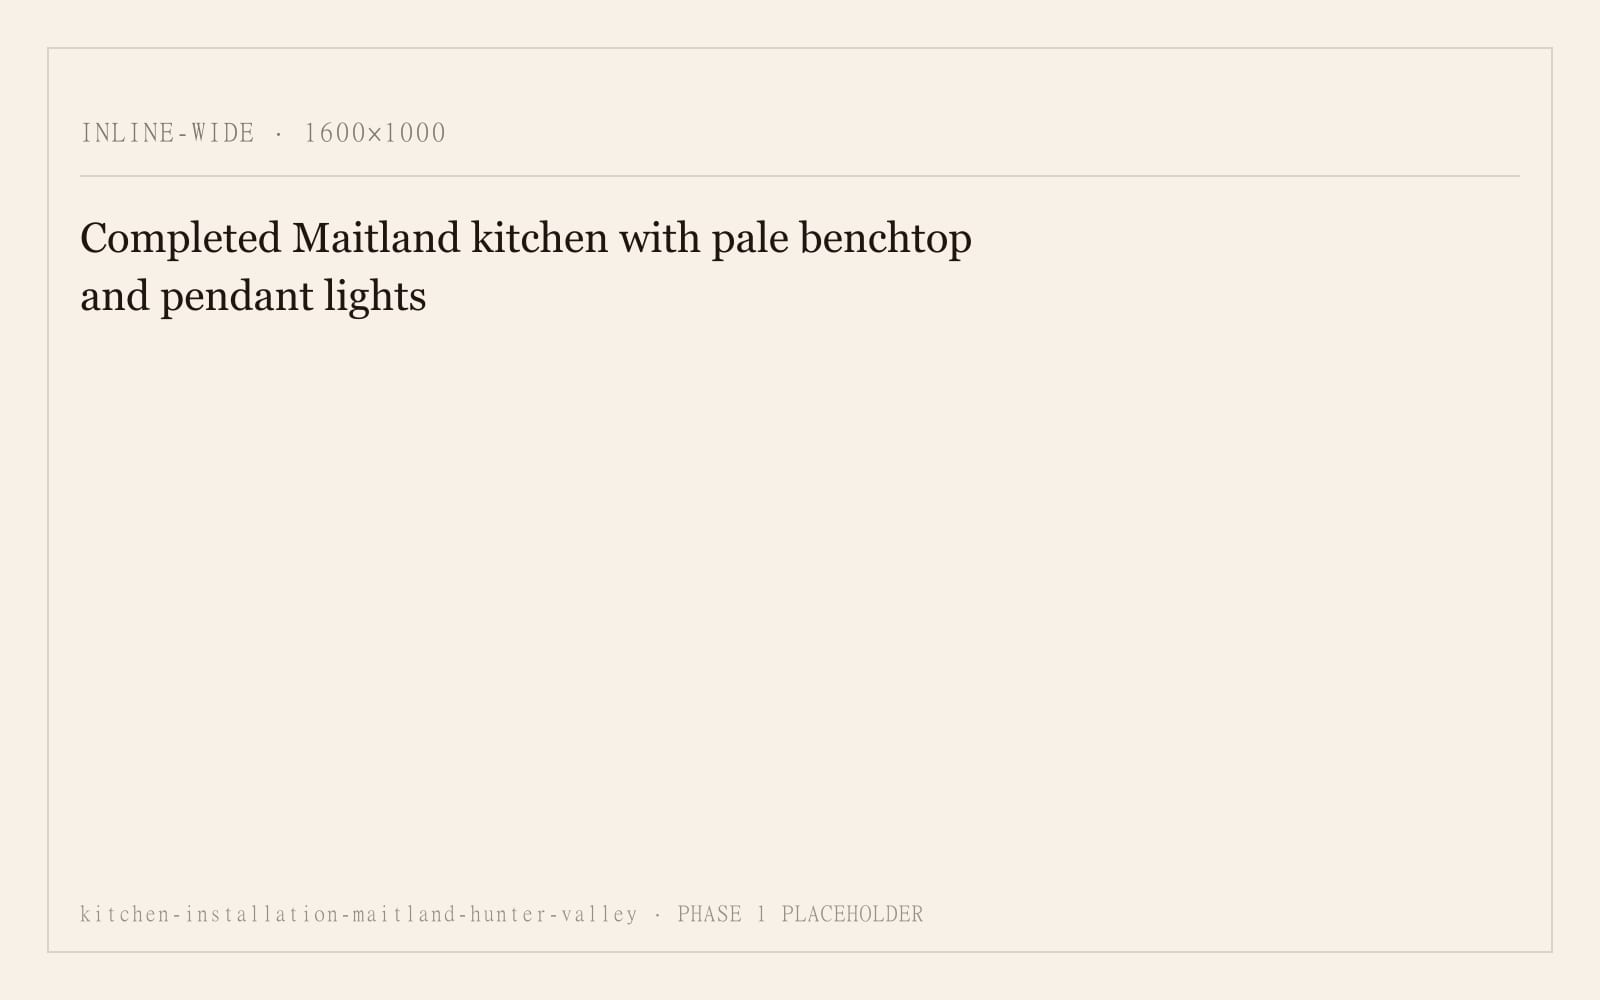 INLINE-WIDE · 1600×1000
Completed Maitland kitchen with pale benchtop
and pendant lights
kitchen-installation-maitland-hunter-valley · PHASE 1 PLACEHOLDER